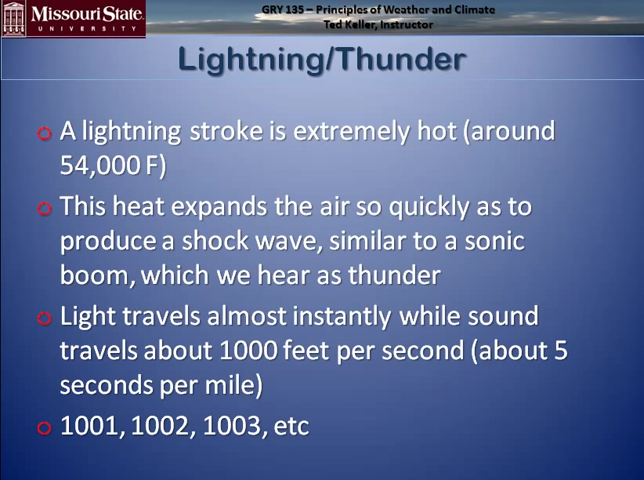 Missouri State
UNIVERSITY
GRY 135 – Principles of Weather and Climate
Ted Keller, Instructor
Lightning/Thunder
A lightning stroke is extremely hot (around
54,000 F)
This heat expands the air so quickly as to
produce a shock wave, similar to a sonic
boom, which we hear as thunder
Light travels almost instantly while sound
travels about 1000 feet per second (about 5
seconds per mile)
1001, 1002, 1003, etc